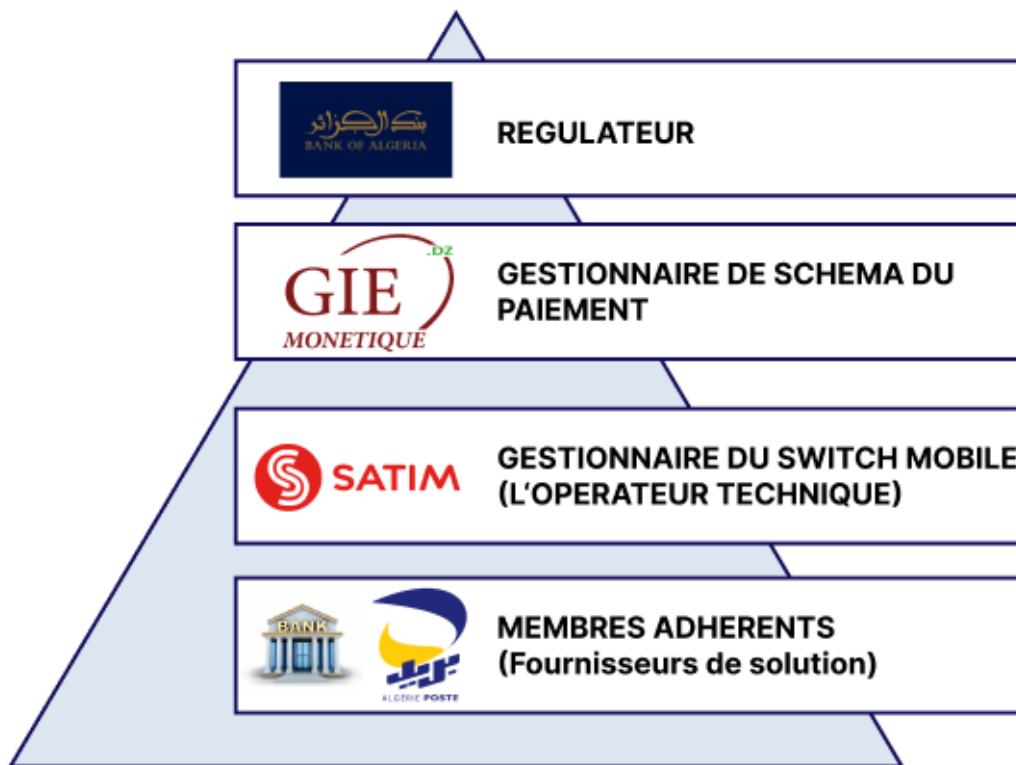 بنك الجزائر
BANK OF ALGERIA
REGULATEUR
.DZ
GIE
MONETIQUE
GESTIONNAIRE DE SCHEMA DU
PAIEMENT
SATIM
GESTIONNAIRE DU SWITCH MOBILE
(L‘OPERATEUR TECHNIQUE)
BANK
بريد
ALGERIE POSTE
MEMBRES ADHERENTS
(Fournisseurs de solution)